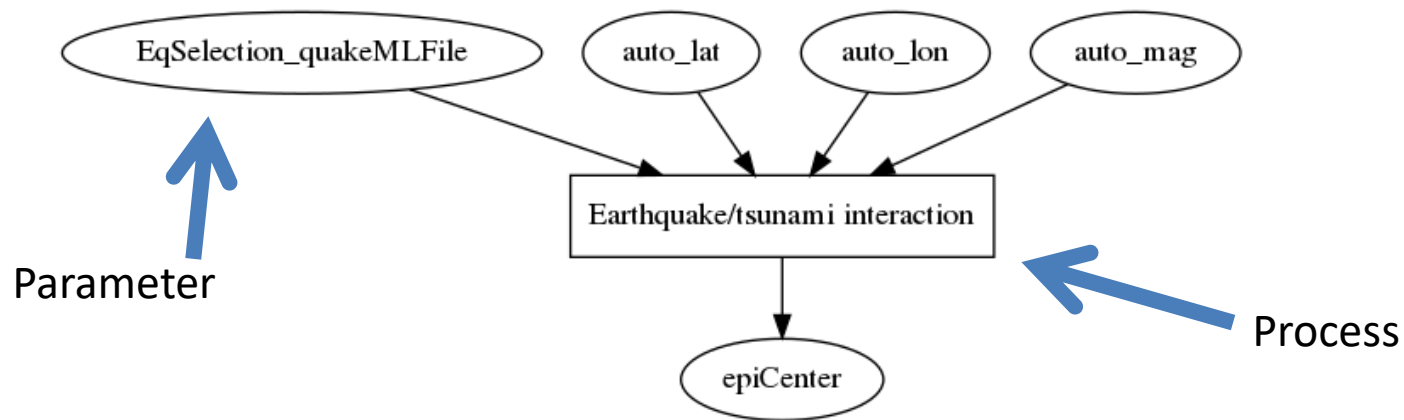 EqSelection_quakeMLFile
auto_lat
auto_lon
auto_mag
Earthquake/tsunami interaction
Parameter
Process
epiCenter